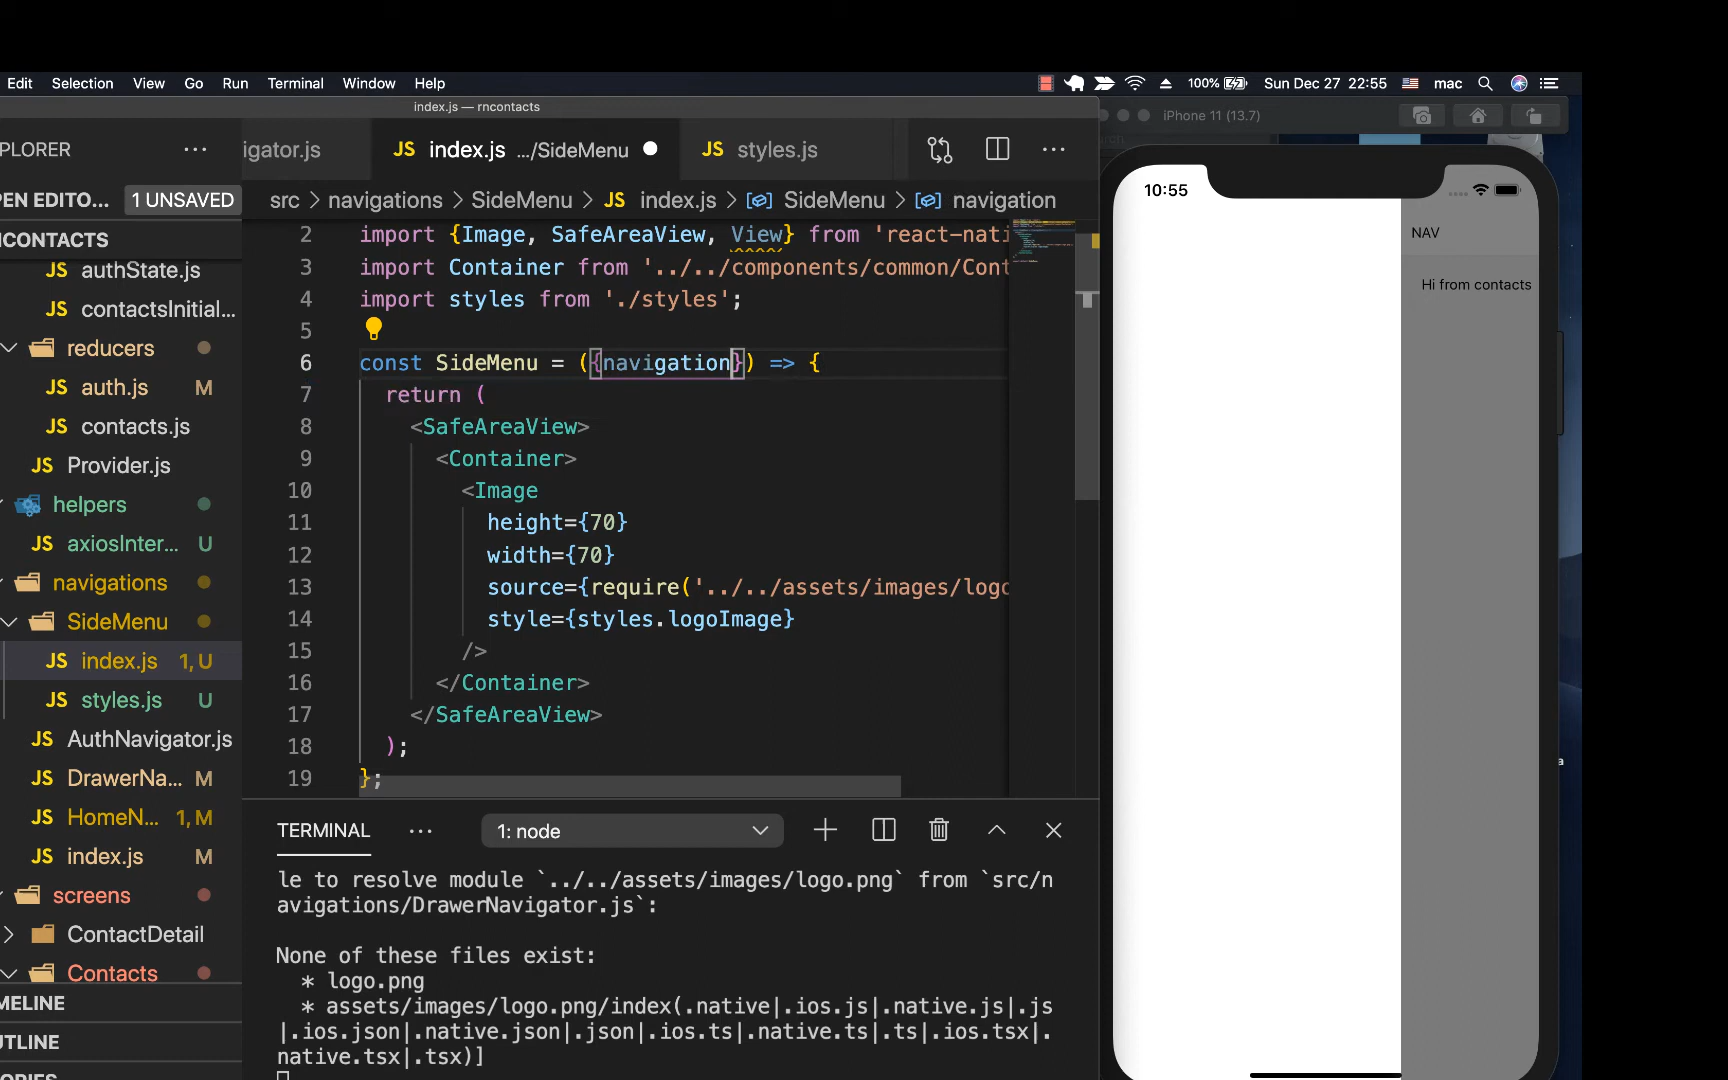 Edit Selection View Go Run Terminal Window Help 100% Sun Dec 27 22:55 mac
index.js — rncontacts
iPhone 11 (13.7)
PLORER ...
igator.js
JS index.js .../SideMenu
JS styles.js
PEN EDITO... 1 UNSAVED
src > navigations > SideMenu > JS index.js > SideMenu > navigation
NCONTACTS
authState.js
JS contactsInitial...
reducers
JS auth.js M
JS contacts.js
JS Provider.js
helpers
JS axiosInter... U
navigations
SideMenu
JS index.js 1, U
JS styles.js U
JS AuthNavigator.js
JS DrawerNa... M
JS HomeN... 1, M
JS index.js M
screens
ContactDetail
Contacts
MELINE
UTLINE
2 import {Image, SafeAreaView, View} from 'react-nati
3 import Container from '../../components/common/Cont
4 import styles from './styles';
5
6 const SideMenu = ({navigation}) => {
7 return (
8 <SafeAreaView>
9 <Container>
10 <Image
11 height={70}
12 width={70}
13 source={require('../../assets/images/logo
14 style={styles.logoImage}
15 />
16 </Container>
17 </SafeAreaView>
18 );
19 };
TERMINAL ... 1: node
le to resolve module `../../assets/images/logo.png` from `src/n
avigations/DrawerNavigator.js`:
None of these files exist:
* logo.png
* assets/images/logo.png/index(.native|.ios.js|.native.js|.js
|.ios.json|.native.json|.json|.ios.ts|.native.ts|.ts|.ios.tsx|.
native.tsx|.tsx)]
10:55
NAV
Hi from contacts